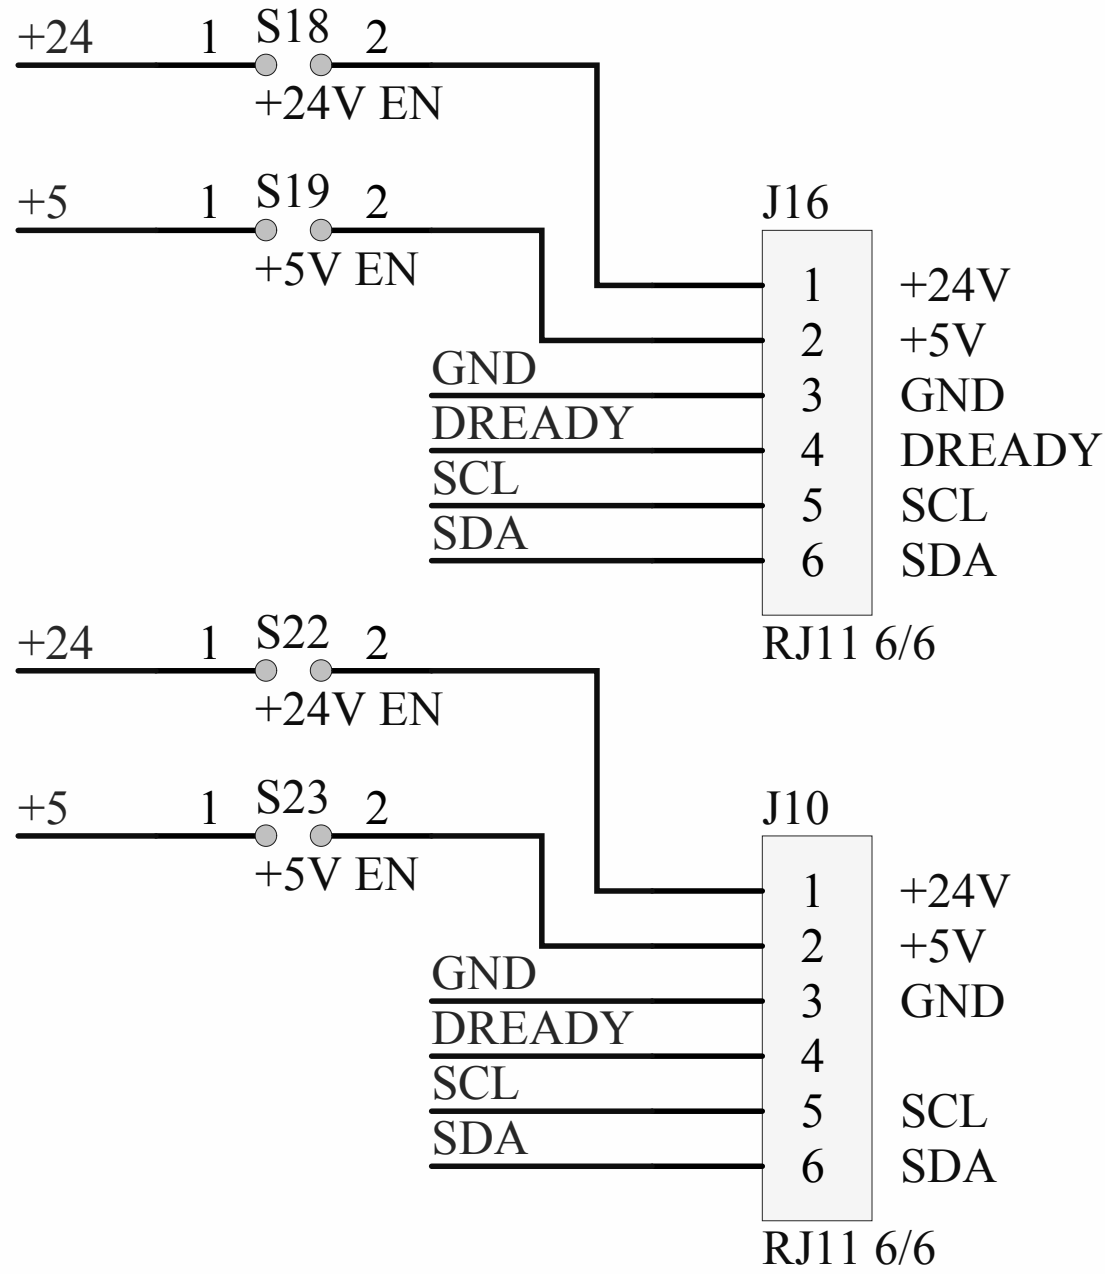 +24 1 S18 2
+24V EN
+5 1 S19 2
+5V EN
J16
1 +24V
2 +5V
GND 3 GND
DREADY 4 DREADY
SCL 5 SCL
SDA 6 SDA
RJ11 6/6
+24 1 S22 2
+24V EN
+5 1 S23 2
+5V EN
J10
1 +24V
2 +5V
GND 3 GND
DREADY 4
SCL 5 SCL
SDA 6 SDA
RJ11 6/6